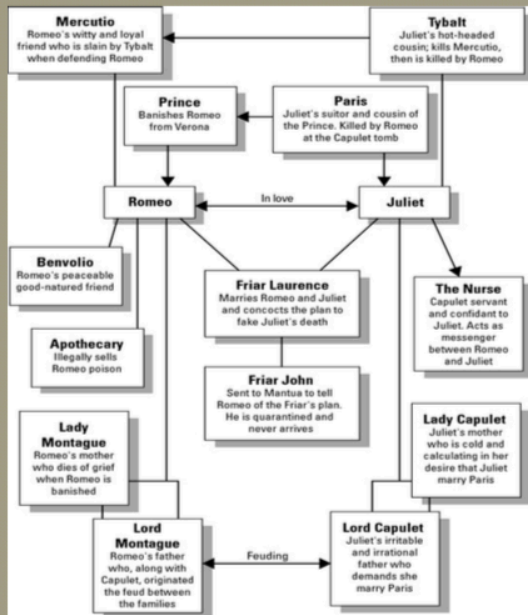 Mercutio
Romeo's witty and loyal
friend who is slain by Tybalt
when defending Romeo
Tybalt
Juliet's hot-headed
cousin; kills Mercutio,
then is killed by Romeo
Prince
Banishes Romeo
from Verona
Paris
Juliet's suitor and cousin of
the Prince. Killed by Romeo
at the Capulet tomb
Romeo
In love
Juliet
Benvolio
Romeo's peaceable
good-natured friend
Friar Laurence
Marries Romeo and Juliet
and concocts the plan to
fake Juliet's death
The Nurse
Capulet servant
and confidant to
Juliet. Acts as
messenger
between Romeo
and Juliet
Apothecary
Illegally sells
Romeo poison
Friar John
Sent to Mantua to tell
Romeo of the Friar's plan.
He is quarantined and
never arrives
Lady
Montague
Romeo's mother
who dies of grief
when Romeo is
banished
Lady Capulet
Juliet's mother
who is cold and
calculating in her
desire that Juliet
marry Paris
Lord
Montague
Romeo's father
who, along with
Capulet, originated
the feud between
the families
Feuding
Lord Capulet
Juliet's irritable
and irrational
father who
demands she
marry Paris